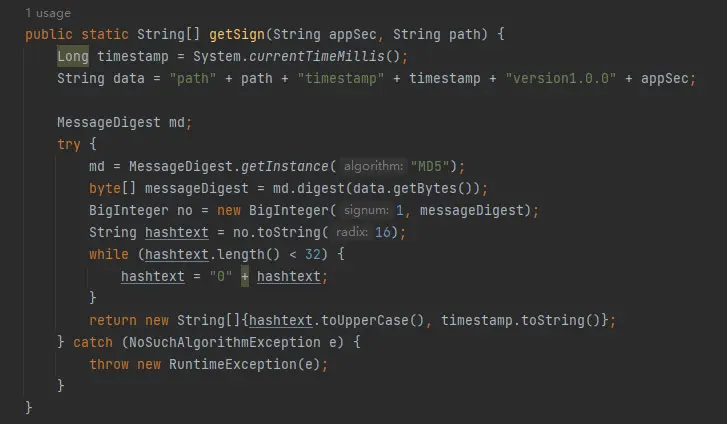 1 usage
public static String[] getSign(String appSec, String path) {
Long timestamp = System.currentTimeMillis();
String data = "path" + path + "timestamp" + timestamp + "version1.0.0" + appSec;
MessageDigest md;
try {
md = MessageDigest.getInstance( algorithm: "MD5");
byte[] messageDigest = md.digest(data.getBytes());
BigInteger no = new BigInteger( signum: 1, messageDigest);
String hashtext = no.toString( radix: 16);
while (hashtext.length() < 32) {
hashtext = "0" + hashtext;
}
return new String[]{hashtext.toUpperCase(), timestamp.toString()};
} catch (NoSuchAlgorithmException e) {
throw new RuntimeException(e);
}
}